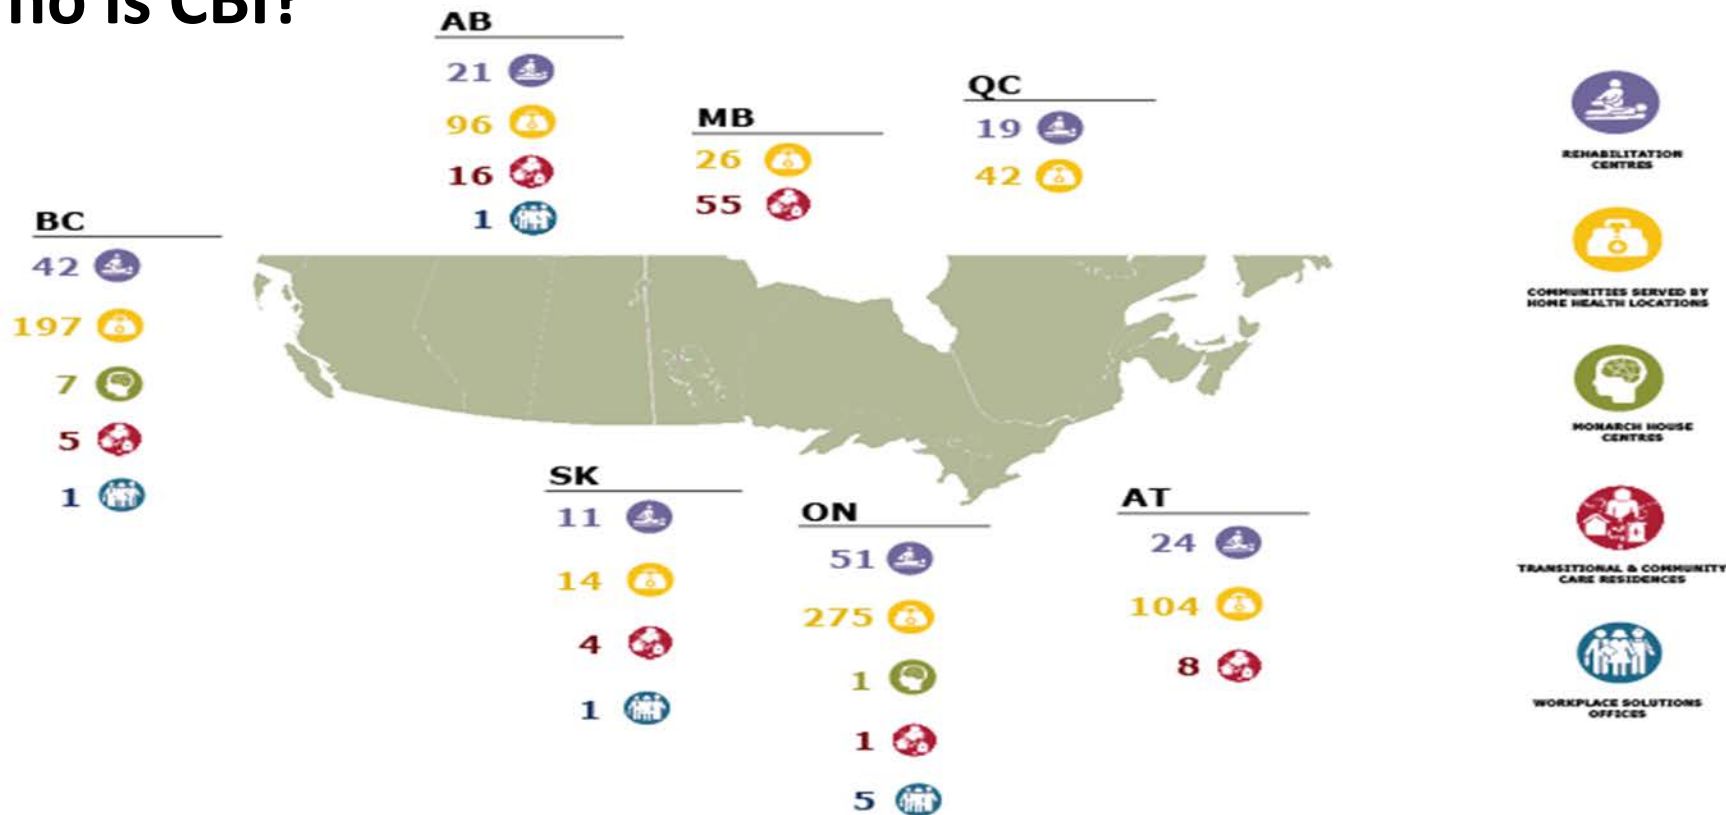 ho is CBI?
AB
21
96
16
1
MB
26
55
QC
19
42
BC
42
197
7
5
1
SK
11
14
4
1
ON
51
275
1
1
5
AT
24
104
8
REHABILITATION
CENTRES
COMMUNITIES SERVED BY
HOME HEALTH LOCATIONS
MONARCH HOUSE
CENTRES
TRANSITIONAL & COMMUNITY
CARE RESIDENCES
WORKPLACE SOLUTIONS
OFFICES